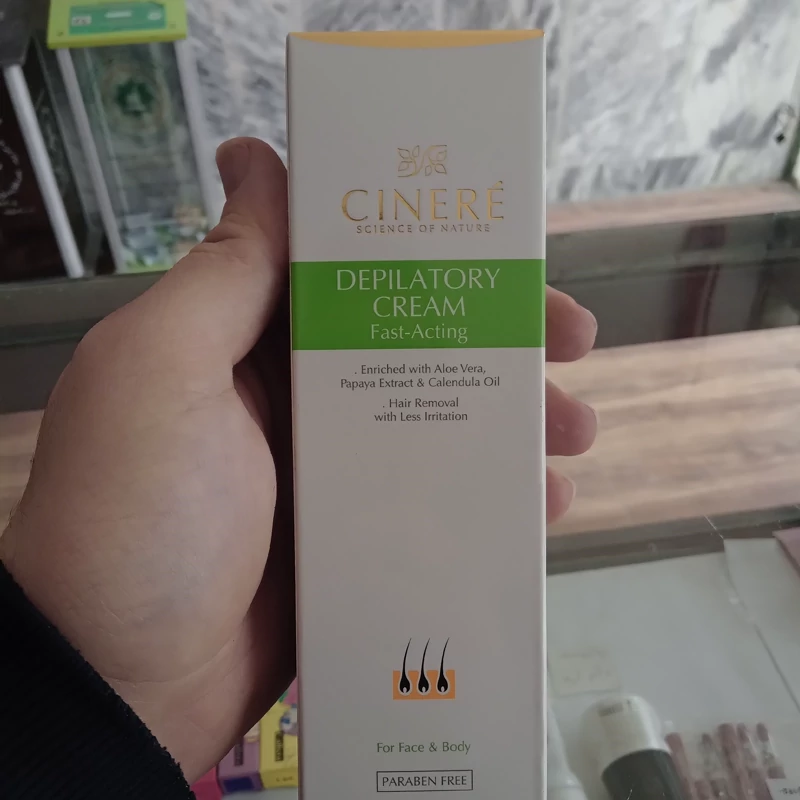 CINERÉ
SCIENCE OF NATURE
DEPILATORY
CREAM
Fast-Acting
. Enriched with Aloe Vera,
Papaya Extract & Calendula Oil
. Hair Removal
with Less Irritation
For Face & Body
PARABEN FREE